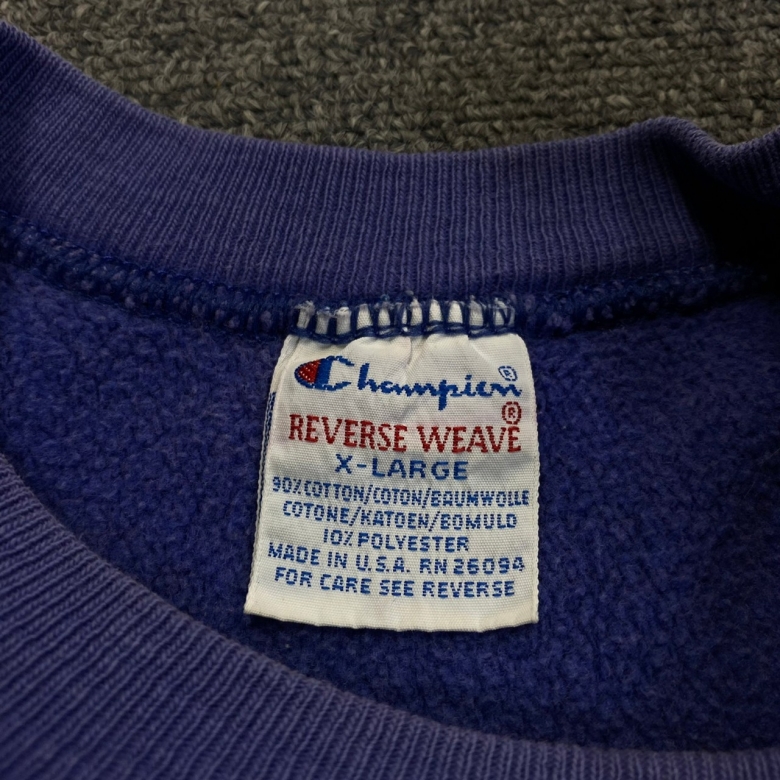 Champion®
REVERSE WEAVE®
X-LARGE
90% COTTON/COTON/BAUMWOLLE
COTONE/KATOEN/BOMULD
10% POLYESTER
MADE IN U.S.A. RN 26094
FOR CARE SEE REVERSE